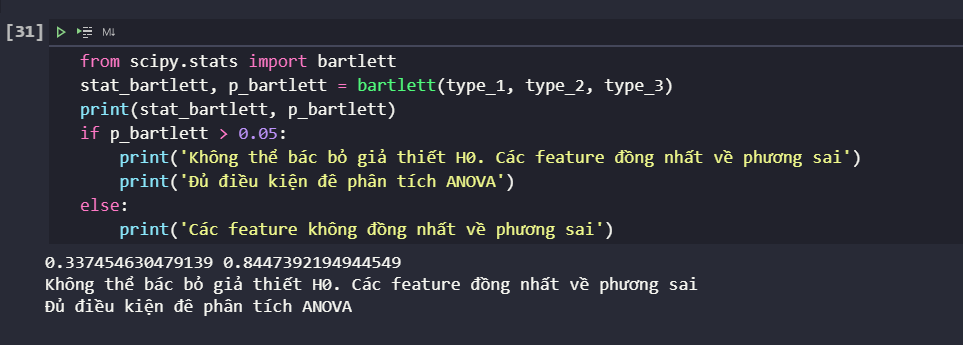 [31] M↓
from scipy.stats import bartlett
stat_bartlett, p_bartlett = bartlett(type_1, type_2, type_3)
print(stat_bartlett, p_bartlett)
if p_bartlett > 0.05:
print('Không thể bác bỏ giả thiết H0. Các feature đồng nhất về phương sai')
print('Đủ điều kiện đê phân tích ANOVA')
else:
print('Các feature không đồng nhất về phương sai')
0.337454630479139 0.8447392194944549
Không thể bác bỏ giả thiết H0. Các feature đồng nhất về phương sai
Đủ điều kiện đê phân tích ANOVA